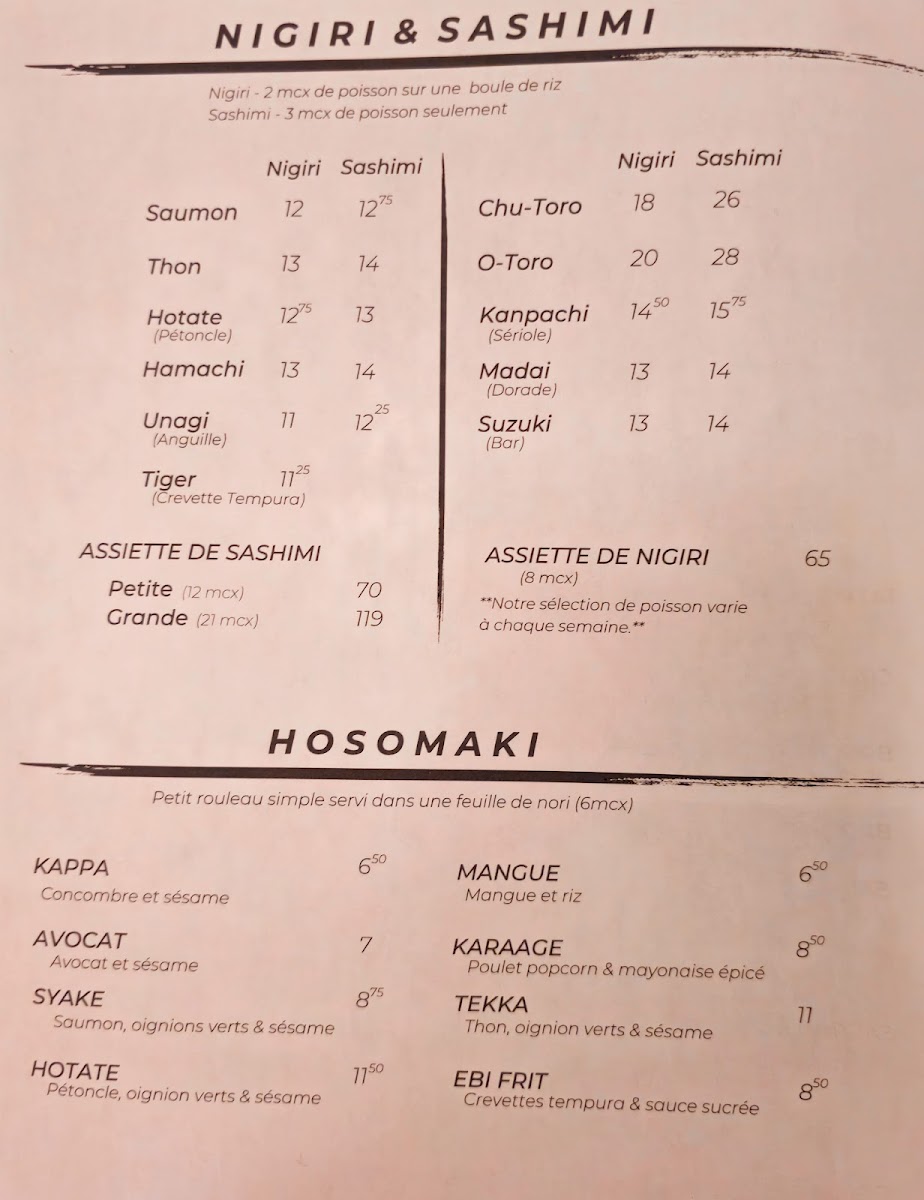 NIGIRI & SASHIMI
Nigiri - 2 mcx de poisson sur une boule de riz
Sashimi - 3 mcx de poisson seulement
Nigiri Sashimi
Saumon 12 12 75
Thon 13 14
Hotate 12 75 13
(Pétoncle)
Hamachi 13 14
Unagi 11 12 25
(Anguille)
Tiger 11 25
(Crevette Tempura)
ASSIETTE DE SASHIMI
Petite (12 mcx) 70
Grande (21 mcx) 119
Nigiri Sashimi
Chu-Toro 18 26
O-Toro 20 28
Kanpachi 14 50 15 75
(Sériole)
Madai 13 14
(Dorade)
Suzuki 13 14
(Bar)
ASSIETTE DE NIGIRI 65
(8 mcx)
**Notre sélection de poisson varie
à chaque semaine.**
HOSOMAKI
Petit rouleau simple servi dans une feuille de nori (6mcx)
KAPPA 6 50
Concombre et sésame
AVOCAT 7
Avocat et sésame
SYAKE 8 75
Saumon, oignions verts & sésame
HOTATE 11 50
Pétoncle, oignion verts & sésame
MANGUE 6 50
Mangue et riz
KARAAGE 8 50
Poulet popcorn & mayonaise épicé
TEKKA 11
Thon, oignion verts & sésame
EBI FRIT 8 50
Crevettes tempura & sauce sucrée